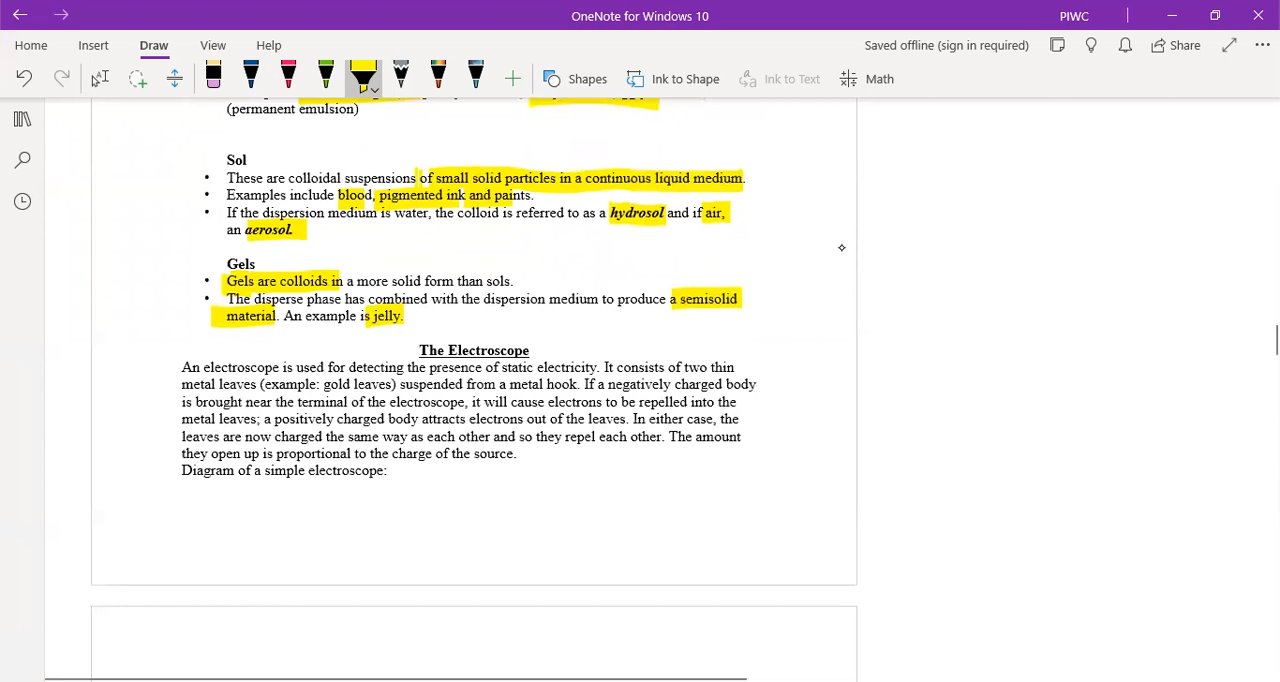 OneNote for Windows 10
PIWC
Home Insert Draw View Help
Saved offline (sign in required)
Share
Shapes
Ink to Shape
Ink to Text
Math
(permanent emulsion)
Sol
• These are colloidal suspensions of small solid particles in a continuous liquid medium.
• Examples include blood, pigmented ink and paints.
• If the dispersion medium is water, the colloid is referred to as a hydrosol and if air,
an aerosol.
Gels
• Gels are colloids in a more solid form than sols.
• The disperse phase has combined with the dispersion medium to produce a semisolid
material. An example is jelly.
The Electroscope
An electroscope is used for detecting the presence of static electricity. It consists of two thin
metal leaves (example: gold leaves) suspended from a metal hook. If a negatively charged body
is brought near the terminal of the electroscope, it will cause electrons to be repelled into the
metal leaves; a positively charged body attracts electrons out of the leaves. In either case, the
leaves are now charged the same way as each other and so they repel each other. The amount
they open up is proportional to the charge of the source.
Diagram of a simple electroscope: